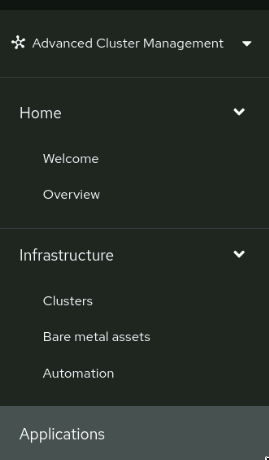 Advanced Cluster Management
Home
Welcome
Overview
Infrastructure
Clusters
Bare metal assets
Automation
Applications